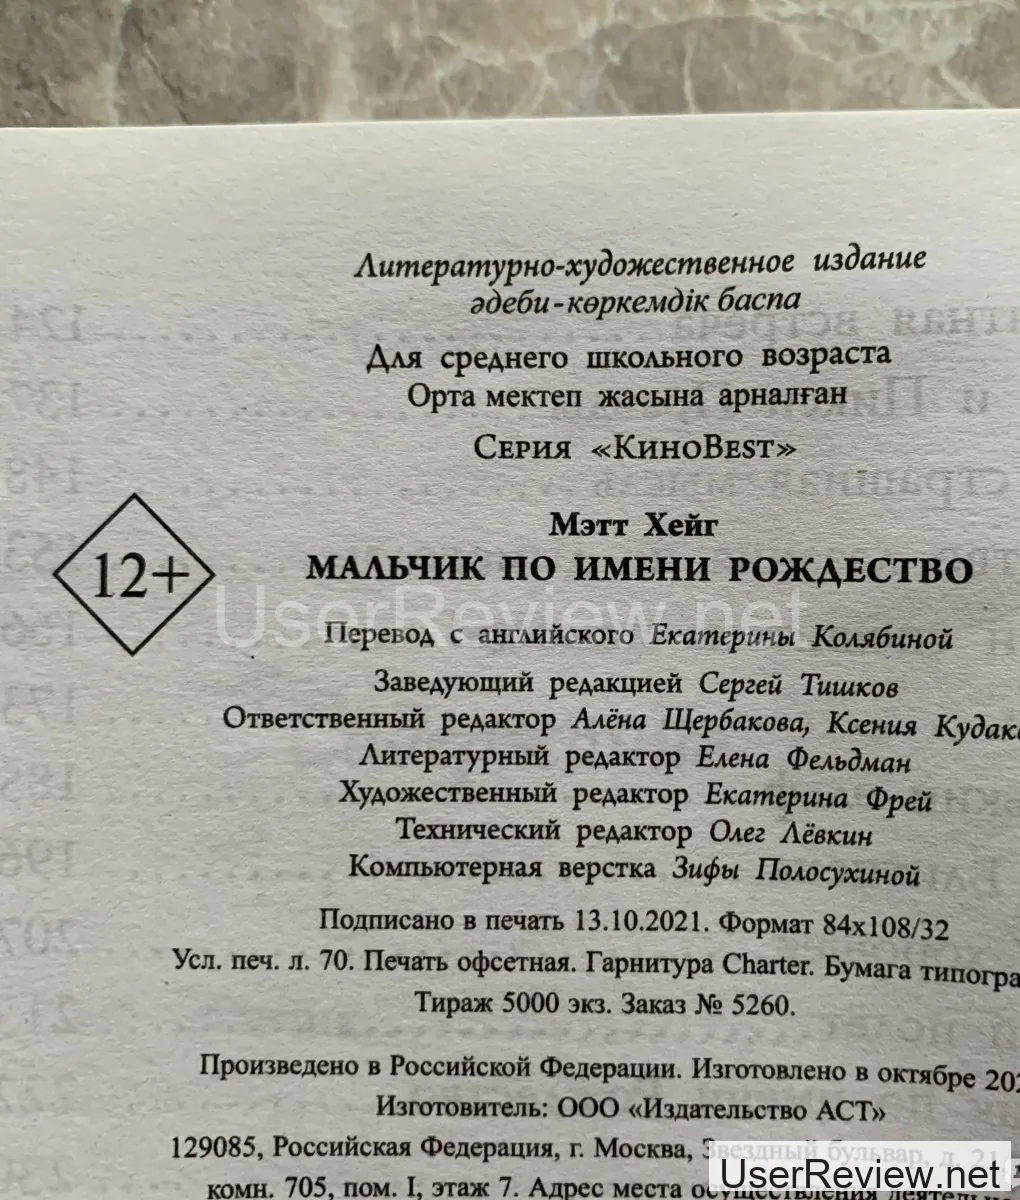 Литературно-художественное издание
әдеби-көркемдік баспа
Для среднего школьного возраста
Орта мектеп жасына арналған
Серия «КиноBest»
Мэтт Хейг
МАЛЬЧИК ПО ИМЕНИ РОЖДЕСТВО
12+
UserReview.net
Перевод с английского Екатерины Колябиной
Заведующий редакцией Сергей Тишков
Ответственный редактор Алёна Щербакова, Ксения
Литературный редактор Елена Фельдман
Художественный редактор Екатерина Фрей
Технический редактор Олег Лёвкин
Компьютерная верстка Зифы Полосухиной
Подписано в печать 13.10.2021. Формат 84x108/32
Усл. печ. л. 70. Печать офсетная. Гарнитура Charter. Бумага
Тираж 5000 экз. Заказ № 5260.
Произведено в Российской Федерации. Изготовлено в октябре
Изготовитель: ООО «Издательство АСТ»
129085, Российская Федерация, г. Москва, Звездный бульвар, д.
комн. 705, пом. I, этаж 7. Адрес места осуществления
UserReview.net